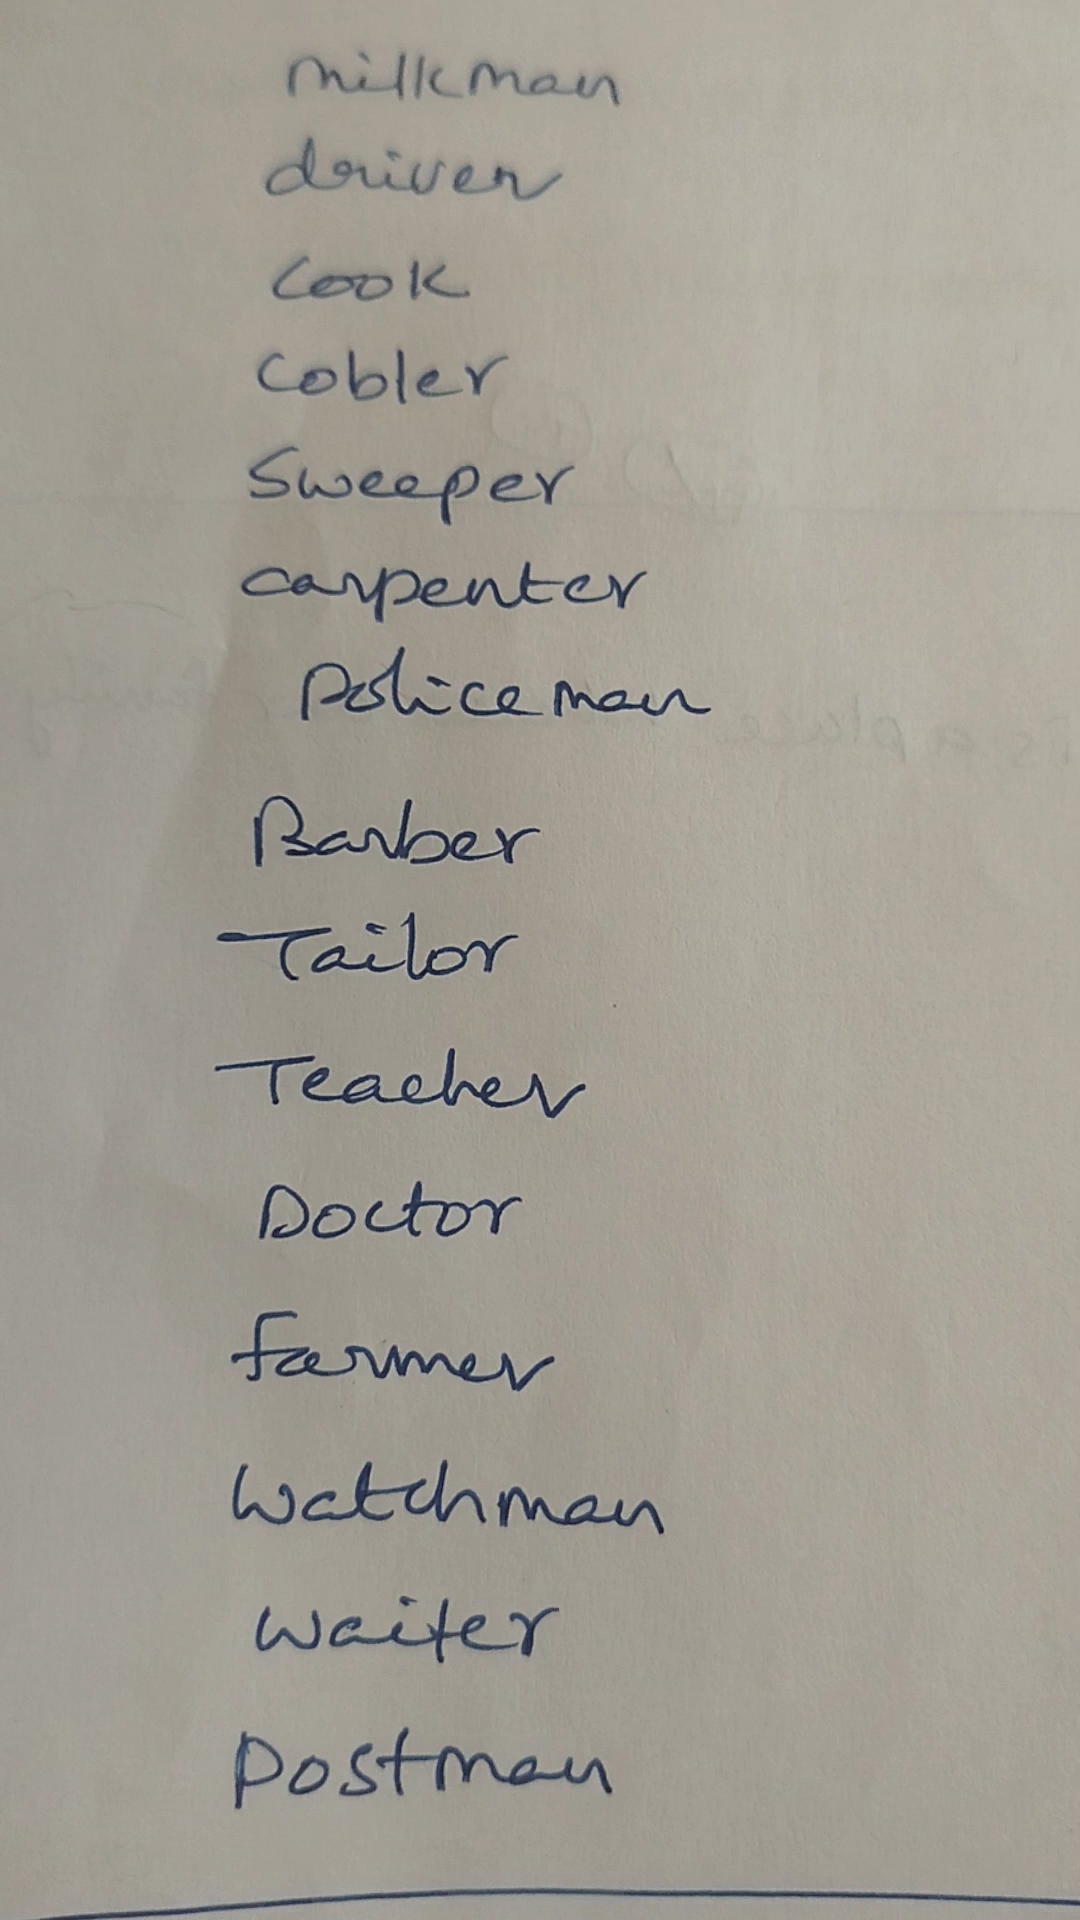 milkman
driver
Cook
Cobler
Sweeper
carpenter
Policeman
Barber
Tailor
Teacher
Doctor
farmer
Watchman
Waiter
Postman